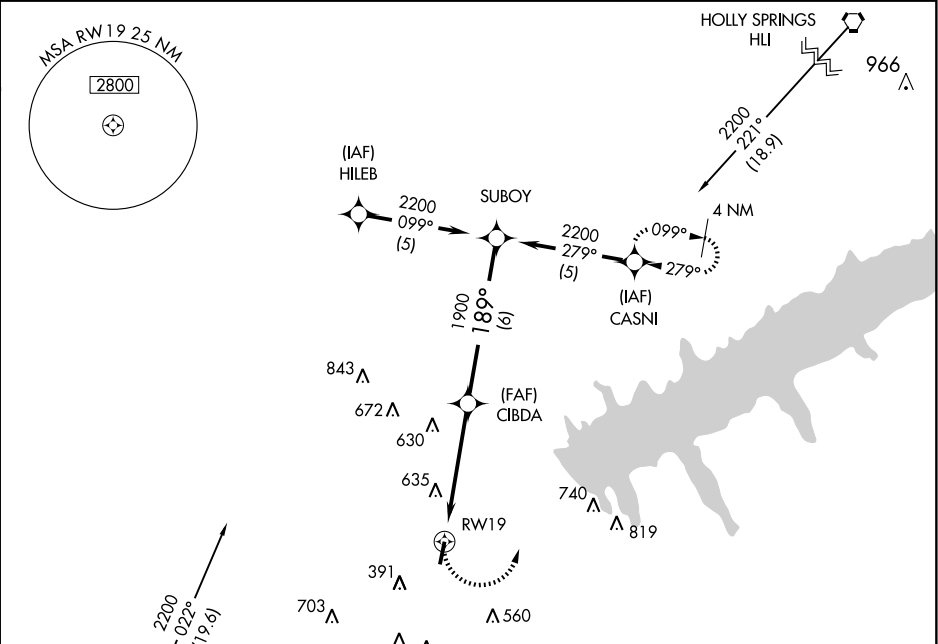 MSA RW19 25 NM
2800
HOLLY SPRINGS
HLI
966
2200
221°
(18.9)
(IAF)
HILEB
2200
099°
(5)
SUBOY
2200
279°
(5)
4 NM
099°
279°
(IAF)
CASNI
1900
189°
(6)
843
672
630
(FAF)
CIBDA
635
740
819
RW19
391
703
560
2200
022°
19.6)